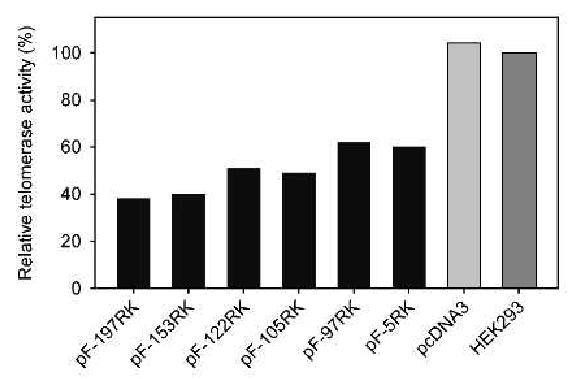 Relative telomerase activity (%)
100
80
60
40
20
0
pF-197RK
pF-153RK
pF-122RK
pF-105RK
pF-97RK
pF-5RK
pcDNA3
HEK293